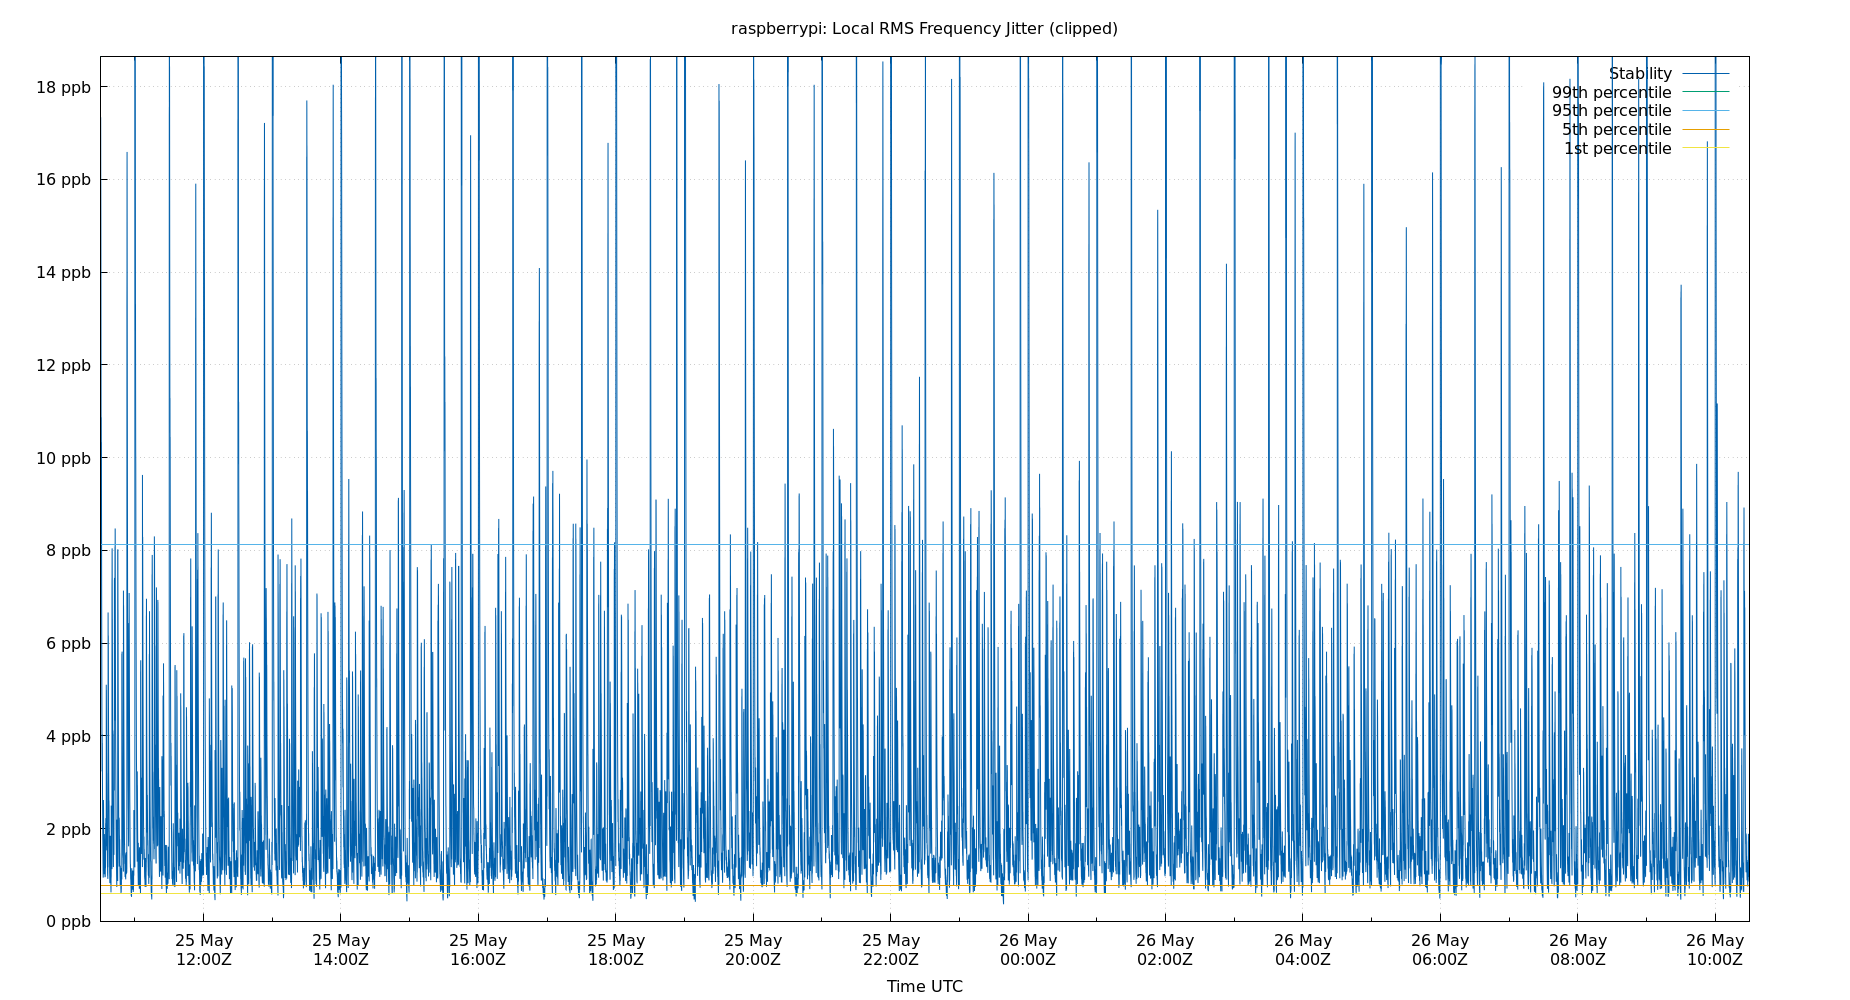 raspberrypi: Local RMS Frequency Jitter (clipped)
18 ppb
16 ppb
14 ppb
12 ppb
10 ppb
8 ppb
6 ppb
4 ppb
2 ppb
0 ppb
Stability
99th percentile
95th percentile
5th percentile
1st percentile
25 May 25 May 25 May 25 May 25 May 25 May 26 May 26 May 26 May 26 May 26 May 26 May
12:00Z 14:00Z 16:00Z 18:00Z 20:00Z 22:00Z 00:00Z 02:00Z 04:00Z 06:00Z 08:00Z 10:00Z
Time UTC